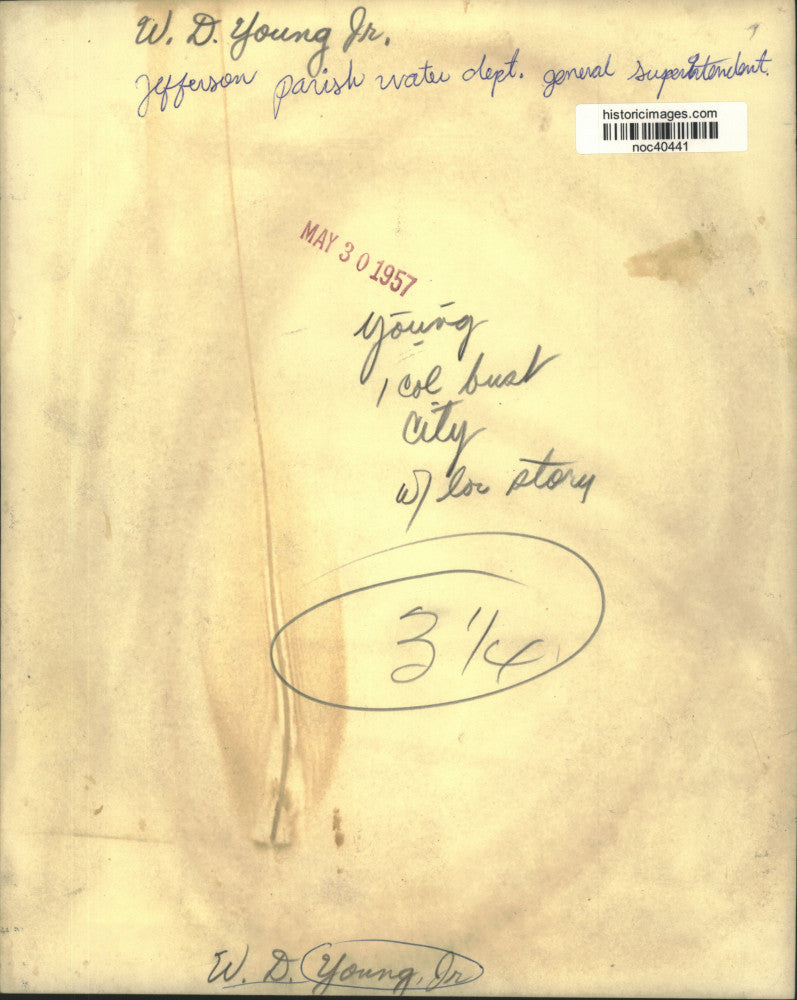 W. D. Young Jr.
Jefferson parish water dept. general superintendent.
historicimages.com
noc40441
MAY 30 1957
Young
1 col bust
City
w/ loc story
3 1/4
W. D. Young, Jr